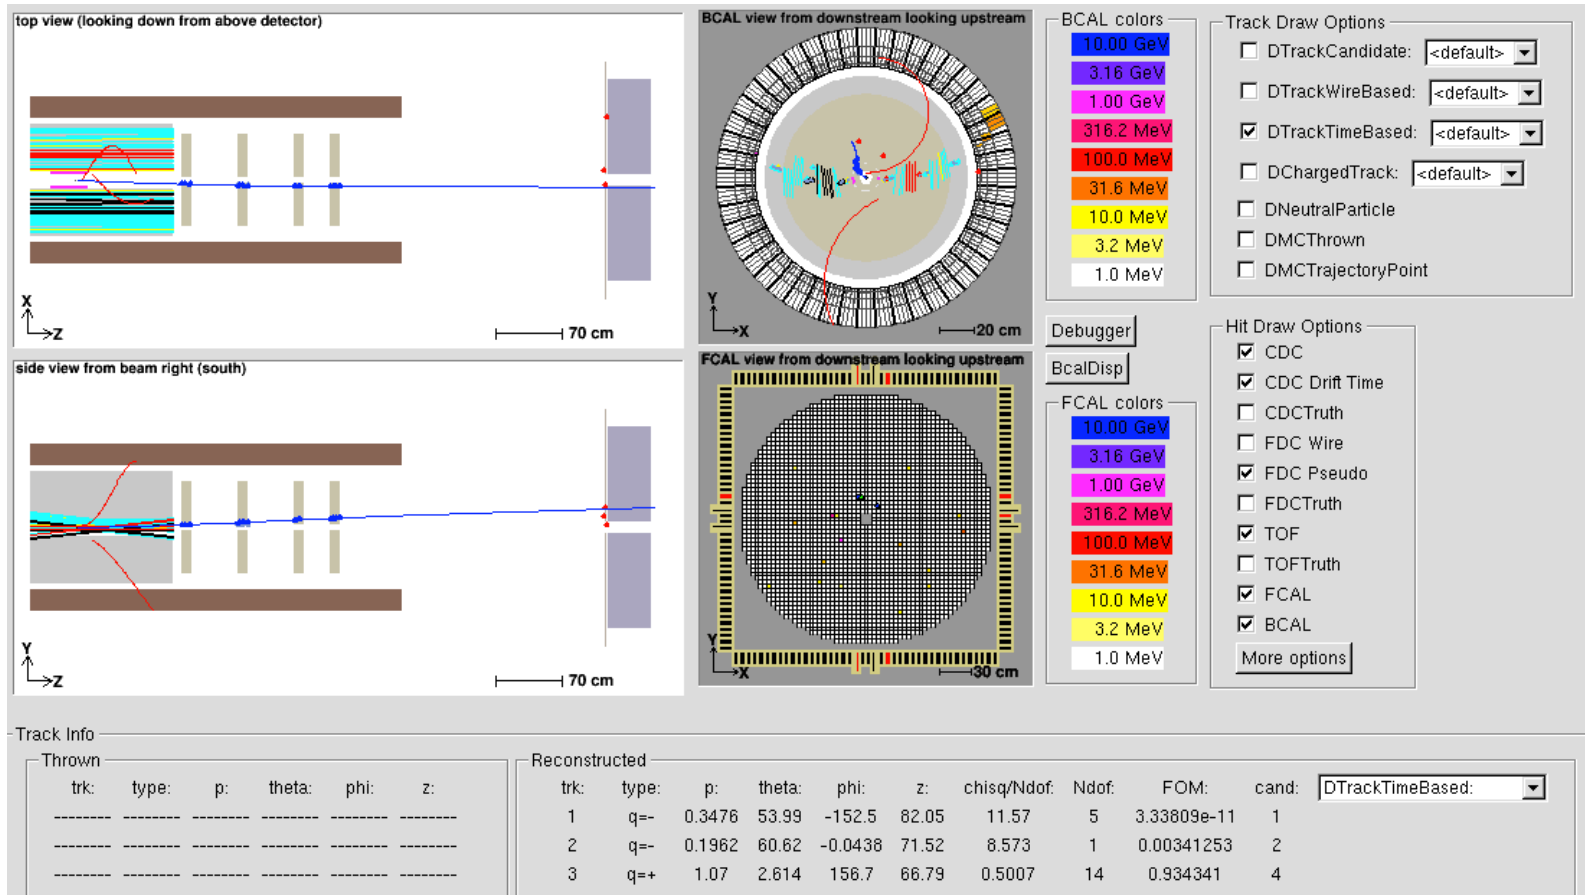 top view (looking down from above detector)
X
Z
70 cm
side view from beam right (south)
Y
Z
70 cm
BCAL view from downstream looking upstream
Y
X
20 cm
FCAL view from downstream looking upstream
Y
X
30 cm
BCAL colors
10.00 GeV
3.16 GeV
1.00 GeV
316.2 MeV
100.0 MeV
31.6 MeV
10.0 MeV
3.2 MeV
1.0 MeV
Debugger
BcalDisp
FCAL colors
10.00 GeV
3.16 GeV
1.00 GeV
316.2 MeV
100.0 MeV
31.6 MeV
10.0 MeV
3.2 MeV
1.0 MeV
Track Draw Options
DTrackCandidate: <default>
DTrackWireBased: <default>
DTrackTimeBased: <default>
DChargedTrack: <default>
DNeutralParticle
DMCThrown
DMCTrajectoryPoint
Hit Draw Options
CDC
CDC Drift Time
CDCTruth
FDC Wire
FDC Pseudo
FDCTruth
TOF
TOFTruth
FCAL
BCAL
More options
Track Info
Thrown
trk: type: p: theta: phi: z:
-------- -------- -------- -------- -------- --------
-------- -------- -------- -------- -------- --------
-------- -------- -------- -------- -------- --------
Reconstructed
trk: type: p: theta: phi: z: chisq/Ndof: Ndof: FOM: cand: DTrackTimeBased:
1 q=- 0.3476 53.99 -152.5 82.05 11.57 5 3.33809e-11 1
2 q=- 0.1962 60.62 -0.0438 71.52 8.573 1 0.00341253 2
3 q=+ 1.07 2.614 156.7 66.79 0.5007 14 0.934341 4